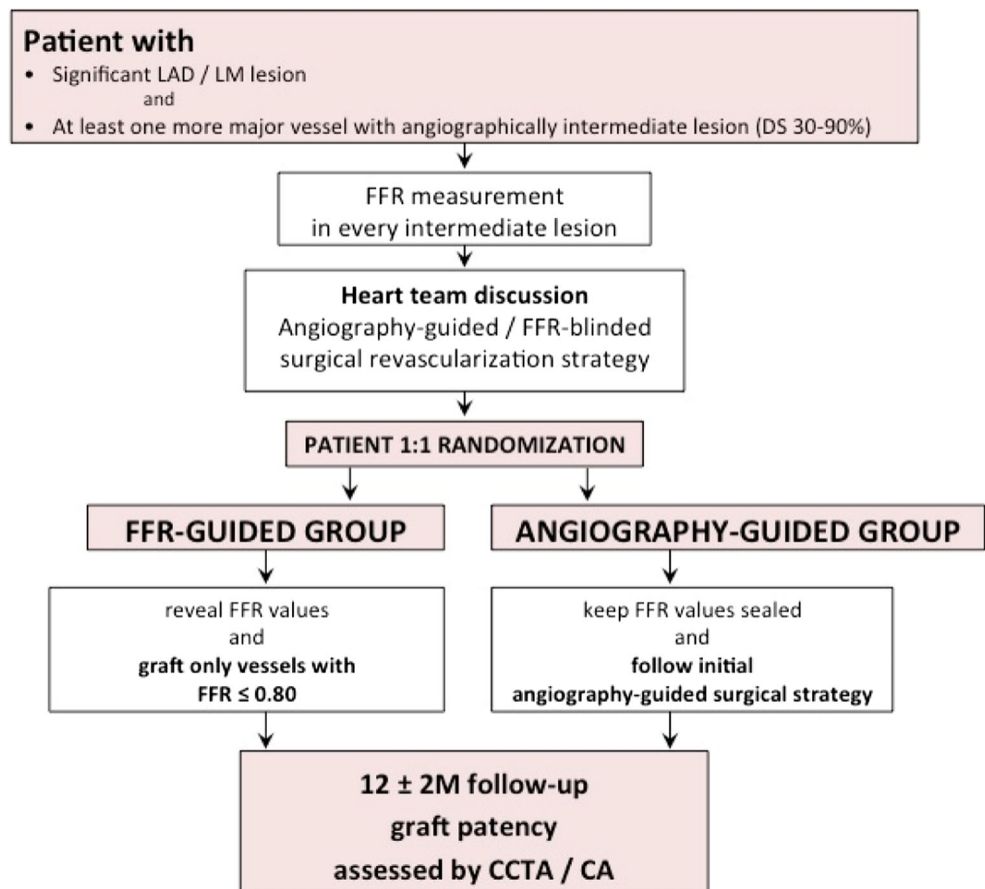 Patient with
• Significant LAD / LM lesion
and
• At least one more major vessel with angiographically intermediate lesion (DS 30-90%)
FFR measurement
in every intermediate lesion
Heart team discussion
Angiography-guided / FFR-blinded
surgical revascularization strategy
PATIENT 1:1 RANDOMIZATION
FFR-GUIDED GROUP
reveal FFR values
and
graft only vessels with
FFR ≤ 0.80
ANGIOGRAPHY-GUIDED GROUP
keep FFR values sealed
and
follow initial
angiography-guided surgical strategy
12 ± 2M follow-up
graft patency
assessed by CCTA / CA